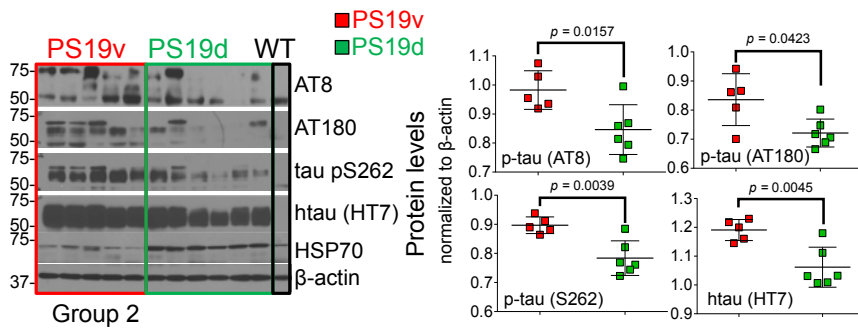 PS19v PS19d WT
75
50
AT8
75
50
AT180
75
50
tau pS262
75
50
htau (HT7)
75
HSP70
37
β-actin
Group 2
PS19v
PS19d
Protein levels
normalized to β-actin
p = 0.0157
1.1
1.0
0.9
0.8
0.7
0.6
p-tau (AT8)
p = 0.0423
1.0
0.9
0.8
0.7
0.6
p-tau (AT180)
p = 0.0039
1.0
0.9
0.8
0.7
0.6
p-tau (S262)
p = 0.0045
1.3
1.2
1.1
1.0
htau (HT7)